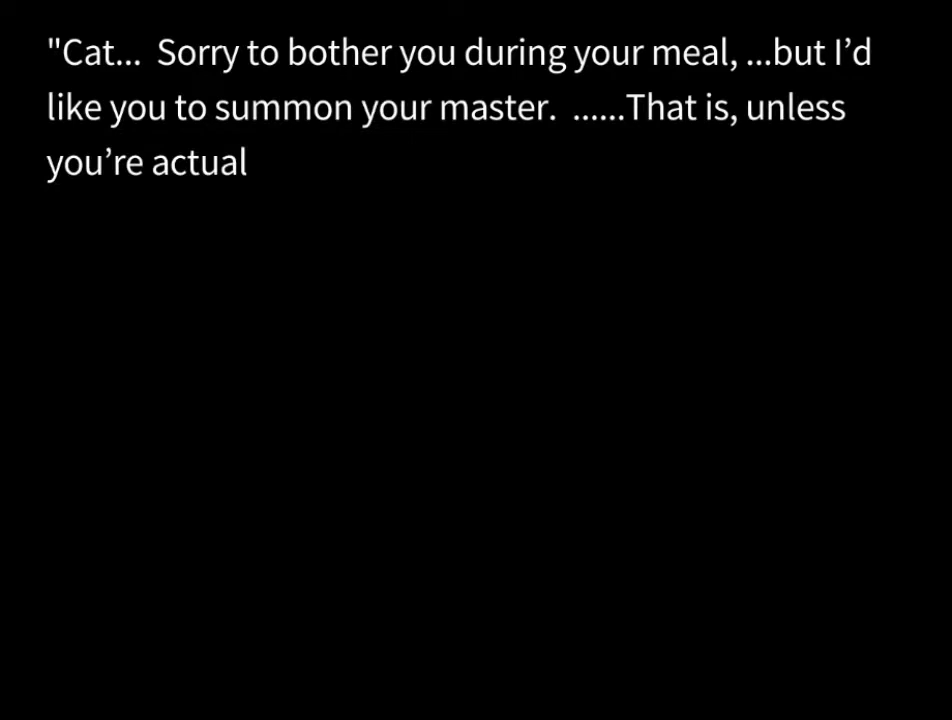 "Cat...  Sorry to bother you during your meal, ...but I’d
like you to summon your master.  ......That is, unless
you’re actual